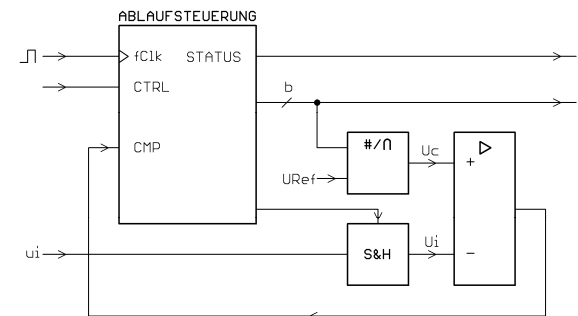 ABLAUFSTEUERUNG
fClk STATUS
CTRL
b
CMP
#/∩
Uc
+
URef
ui
S&H
Ui
-